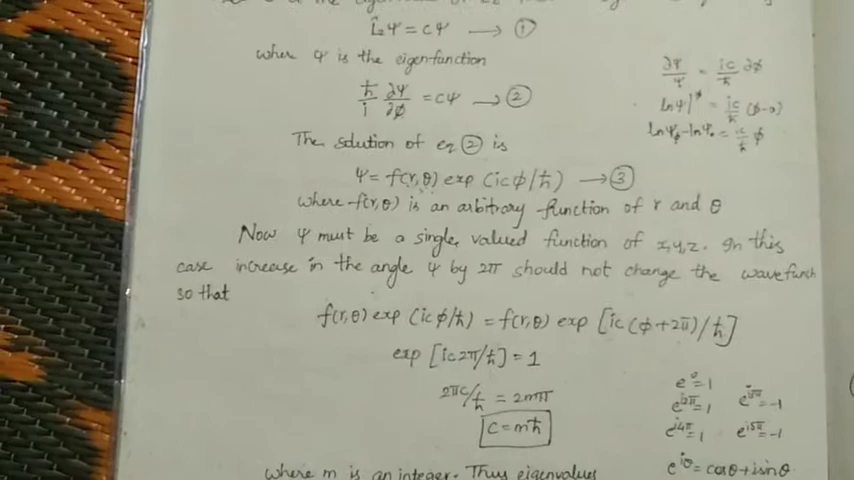 L̂zΨ = cΨ → ①
where Ψ is the eigen-function
ħ/i ∂Ψ/∂ϕ = cΨ → ②
The solution of eq ② is
Ψ = f(r,θ) exp (icϕ/ħ) → ③
where f(r,θ) is an arbitrary function of r and θ
Now Ψ must be a single valued function of x,y,z. In this
case increase in the angle Ψ by 2π should not change the wavefunch
so that
f(r,θ) exp (icϕ/ħ) = f(r,θ) exp [ic(ϕ+2π)/ħ]
exp [ic2π/ħ] = 1
2πc/ħ = 2mπ
c = mħ
where m is an integer. Thus eigenvalues
∂Ψ/Ψ = ic/ħ ∂ϕ
lnΨ|ϕ = ic/ħ (ϕ-0)
lnΨϕ - lnΨ₀ = ic/ħ ϕ
e⁰ = 1
e^i2π = 1 e^iπ = -1
e^i4π = 1 e^i5π = -1
e^iθ = cosθ + isinθ